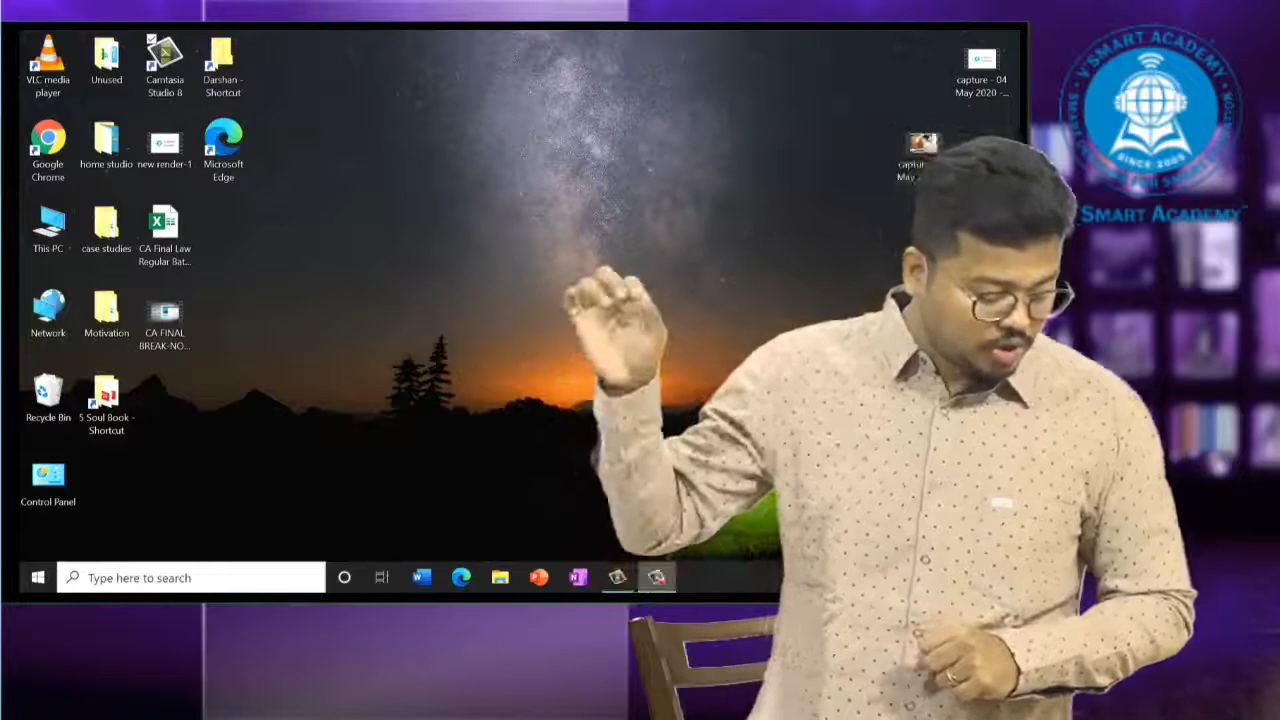 VLC media
player
Unused
Camtasia
Studio 8
Darshan -
Shortcut
capture - 04
May 2020 -...
Google
Chrome
home studio
new render-1
Microsoft
Edge
This PC
case studies
CA Final Law
Regular Bat...
Network
Motivation
CA FINAL
BREAK-NO...
Recycle Bin
5 Soul Book -
Shortcut
Control Panel
Type here to search
V'SMART ACADEMY
SINCE 2005
SMART ACADEMY